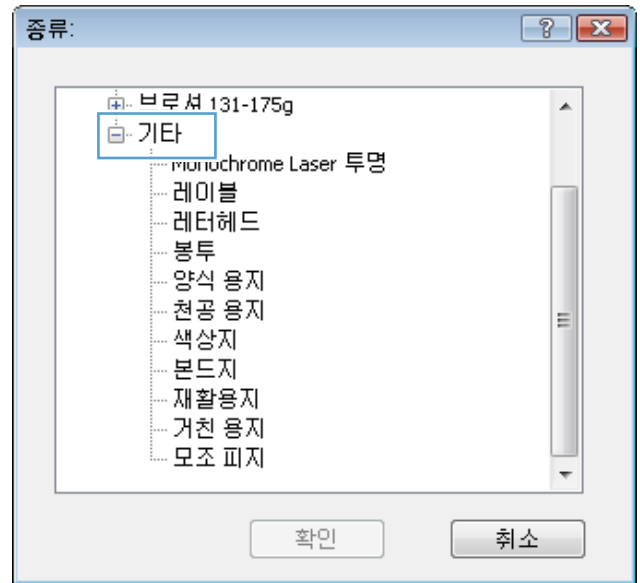 종류:
브로셔 131-175g
기타
Monochrome Laser 투명
레이블
레터헤드
봉투
양식 용지
천공 용지
색상지
본드지
재활용지
거친 용지
모조 피지
확인
취소